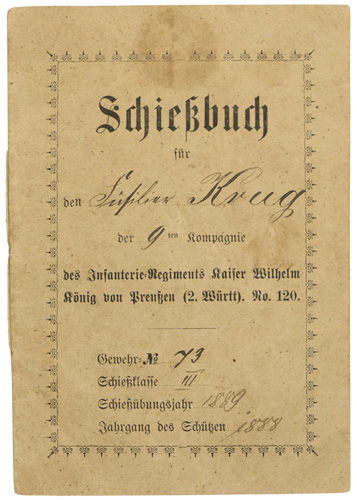 Schießbuch
für
den Füsilier Krug
der 9ten Kompagnie
des Infanterie-Regiments Kaiser Wilhelm
König von Preußen (2. Württ). No. 120.
Gewehr-№ 73.
Schießklasse III
Schießübungsjahr 1889
Jahrgang des Schützen 1888